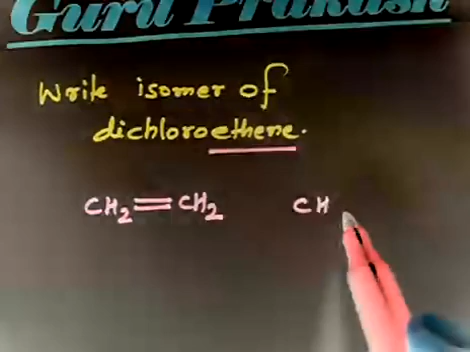 Guru Prakash
Write isomer of
dichloroethene.
CH₂=CH₂ CH